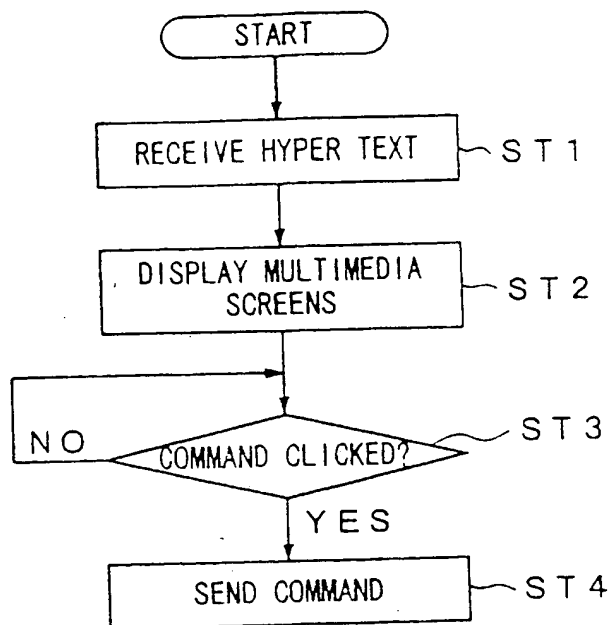 START
RECEIVE HYPER TEXT
ST1
DISPLAY MULTIMEDIA
SCREENS
ST2
NO
COMMAND CLICKED?
ST3
YES
SEND COMMAND
ST4